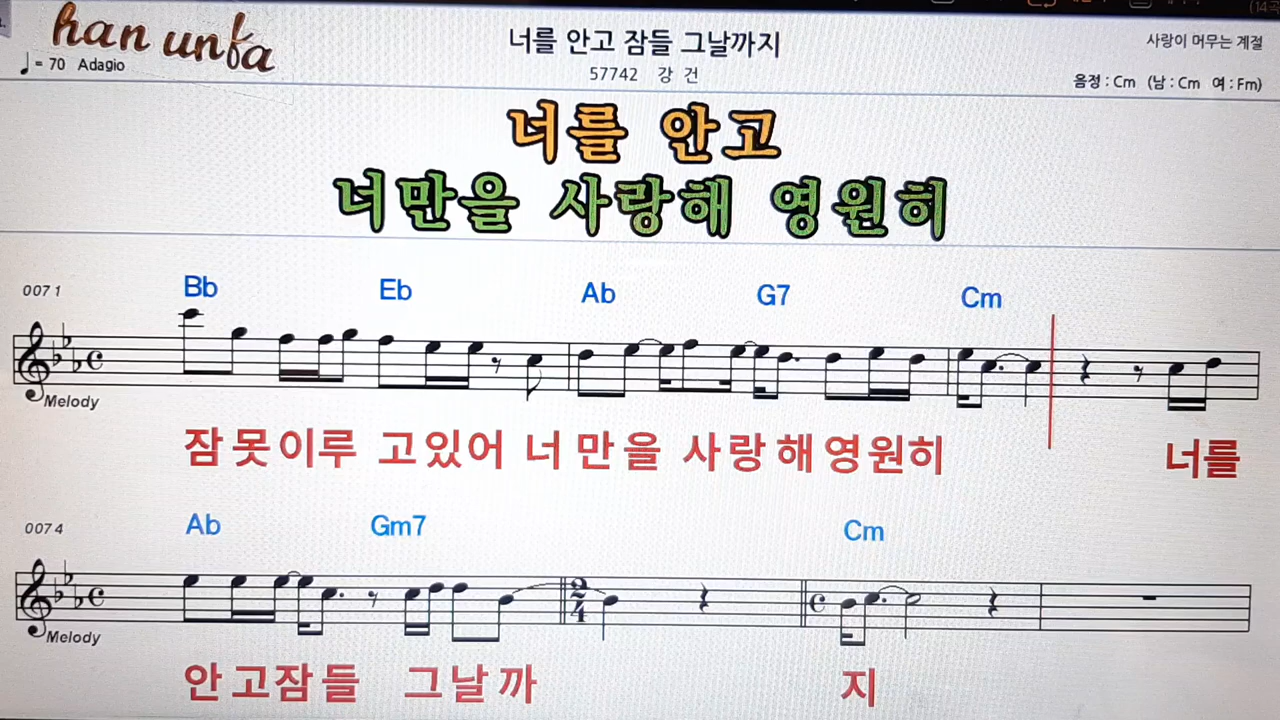 han unfa
너를 안고 잠들 그날까지
사랑이 머무는 계절
♩ = 70 Adagio
57742 강 건
음정 : Cm (남 : Cm 여 : Fm)
너를 안고
너만을 사랑해 영원히
0071
Bb Eb Ab G7 Cm
Melody
잠못이루 고있어 너만을 사랑해영원히 너를
0074
Ab Gm7 Cm
2
4
Melody
안고잠들 그날까 지